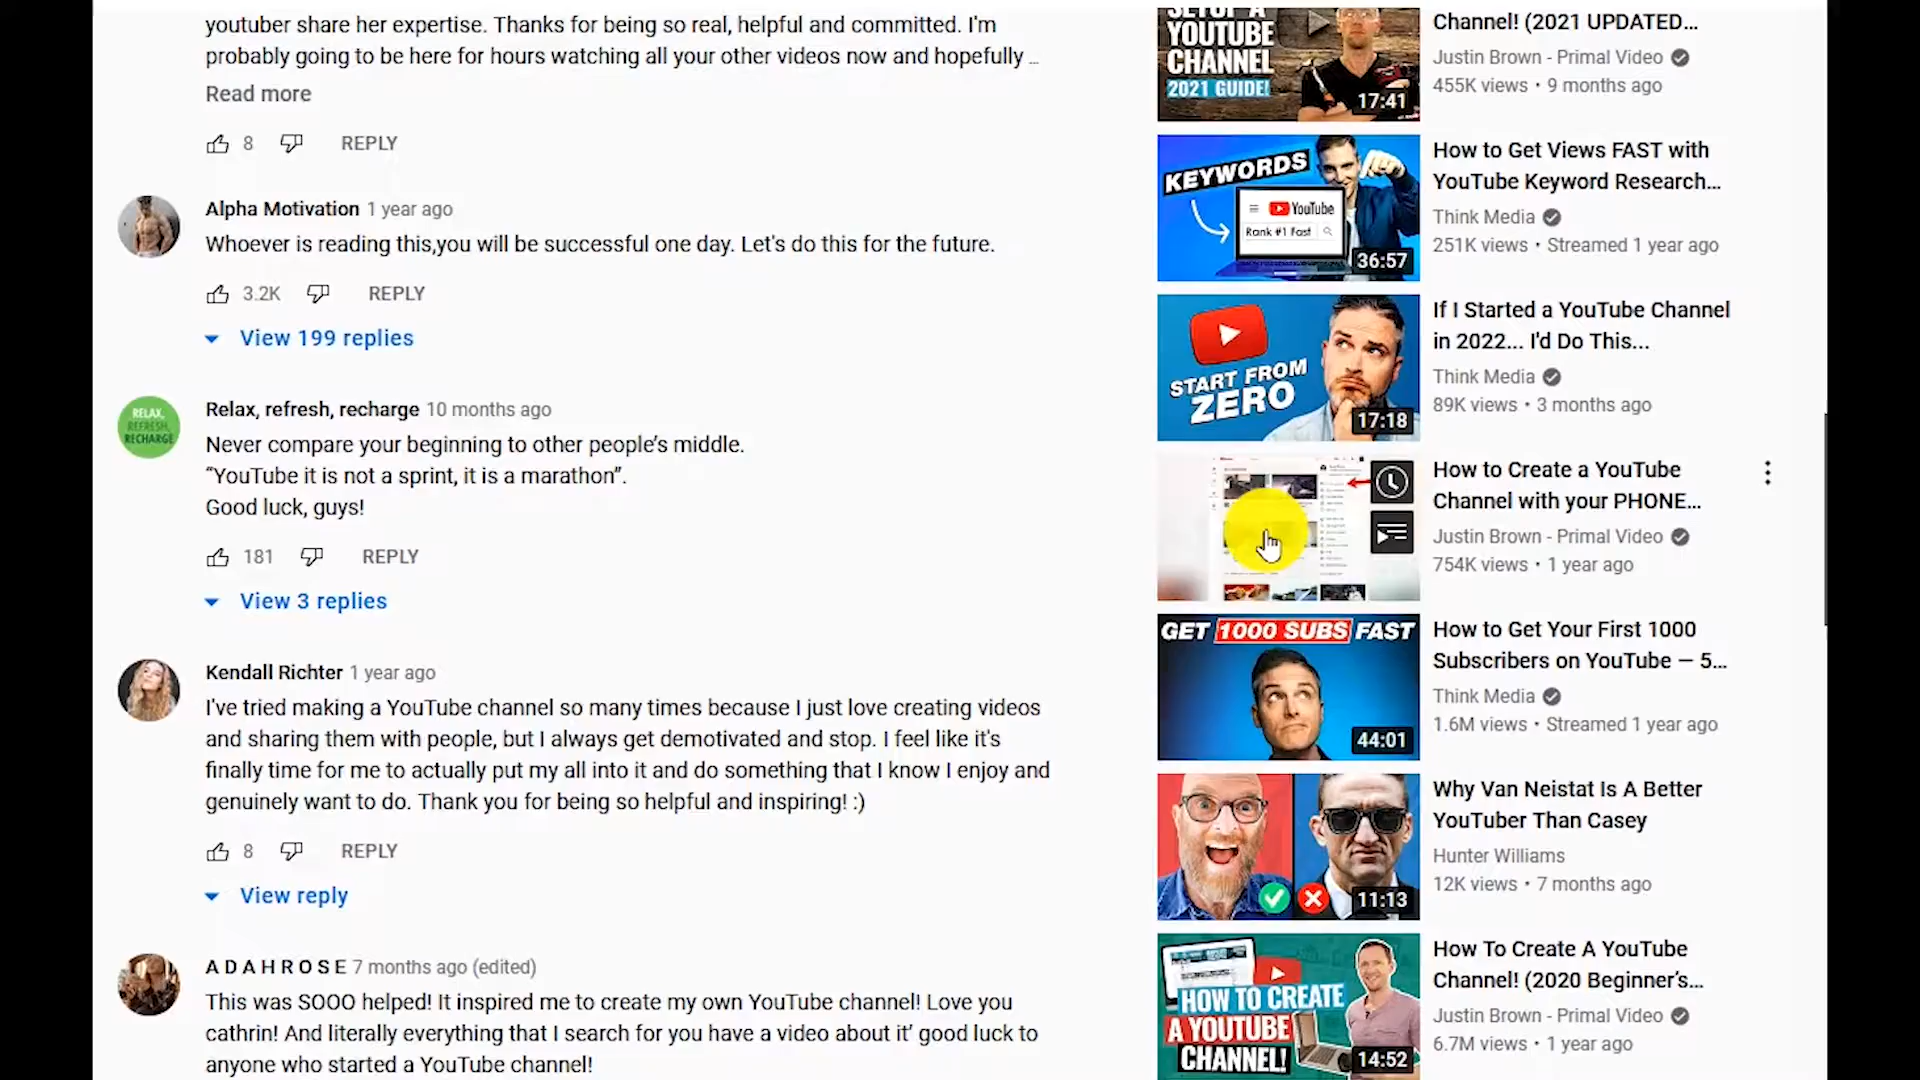 youtuber share her expertise. Thanks for being so real, helpful and committed. I'm
probably going to be here for hours watching all your other videos now and hopefully ...
Read more
8 REPLY
Alpha Motivation 1 year ago
Whoever is reading this,you will be successful one day. Let's do this for the future.
3.2K REPLY
View 199 replies
RELAX,
REFRESH,
RECHARGE
Relax, refresh, recharge 10 months ago
Never compare your beginning to other people’s middle.
“YouTube it is not a sprint, it is a marathon”.
Good luck, guys!
181 REPLY
View 3 replies
Kendall Richter 1 year ago
I've tried making a YouTube channel so many times because I just love creating videos
and sharing them with people, but I always get demotivated and stop. I feel like it's
finally time for me to actually put my all into it and do something that I know I enjoy and
genuinely want to do. Thank you for being so helpful and inspiring! :)
8 REPLY
View reply
A D A H R O S E 7 months ago (edited)
This was SOOO helped! It inspired me to create my own YouTube channel! Love you
cathrin! And literally everything that I search for you have a video about it’ good luck to
anyone who started a YouTube channel!
SETUP A
YOUTUBE
CHANNEL
2021 GUIDE!
17:41
Channel! (2021 UPDATED...
Justin Brown - Primal Video
455K views • 9 months ago
KEYWORDS
YouTube
Rank #1 Fast
36:57
How to Get Views FAST with
YouTube Keyword Research...
Think Media
251K views • Streamed 1 year ago
START FROM
ZERO
17:18
If I Started a YouTube Channel
in 2022... I'd Do This...
Think Media
89K views • 3 months ago
How to Create a YouTube
Channel with your PHONE...
Justin Brown - Primal Video
754K views • 1 year ago
GET 1000 SUBS FAST
44:01
How to Get Your First 1000
Subscribers on YouTube — 5...
Think Media
1.6M views • Streamed 1 year ago
11:13
Why Van Neistat Is A Better
YouTuber Than Casey
Hunter Williams
12K views • 7 months ago
HOW TO CREATE
A YOUTUBE
CHANNEL!
14:52
How To Create A YouTube
Channel! (2020 Beginner’s...
Justin Brown - Primal Video
6.7M views • 1 year ago